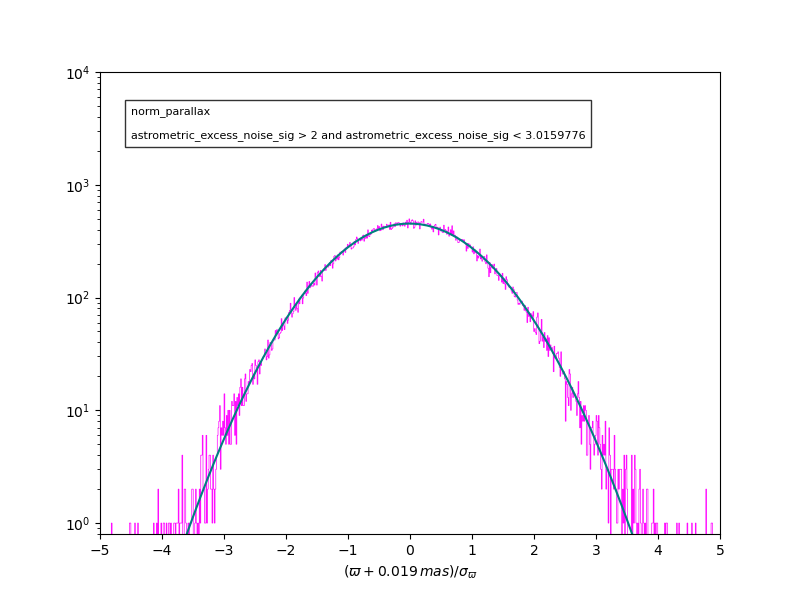 10⁴
norm_parallax
astrometric_excess_noise_sig > 2 and astrometric_excess_noise_sig < 3.0159776
10³
10²
10¹
10⁰
−5 −4 −3 −2 −1 0 1 2 3 4 5
(ϖ + 0.019 mas)/σ_ϖ